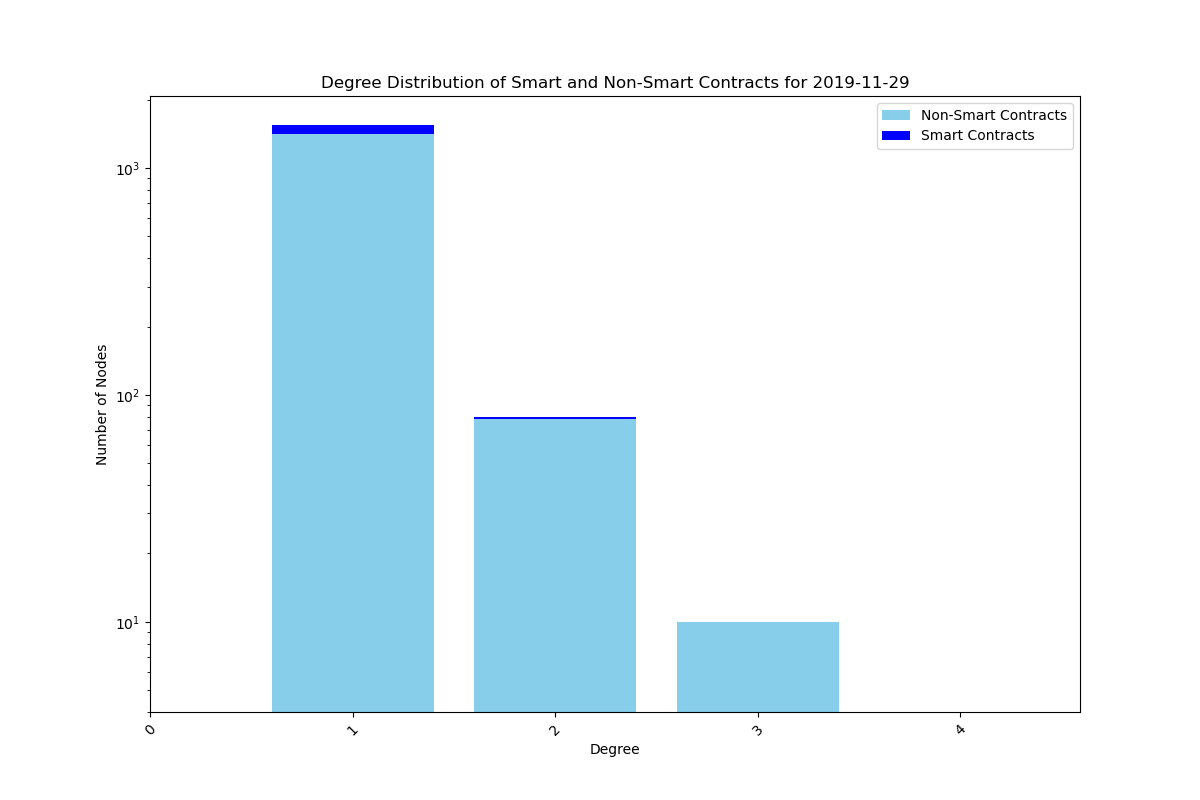 Degree Distribution of Smart and Non-Smart Contracts for 2019-11-29
Non-Smart Contracts
Smart Contracts
Number of Nodes
10³
10²
10¹
0
1
2
3
4
Degree